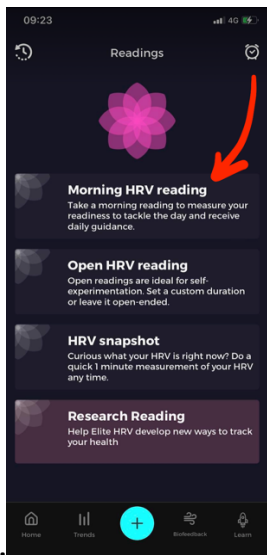 09:23
4G
Readings
Morning HRV reading
Take a morning reading to measure your
readiness to tackle the day and receive
daily guidance.
Open HRV reading
Open readings are ideal for self-
experimentation. Set a custom duration
or leave it open-ended.
HRV snapshot
Curious what your HRV is right now? Do a
quick 1 minute measurement of your HRV
any time.
Research Reading
Help Elite HRV develop new ways to track
your health
Home Trends Biofeedback Learn